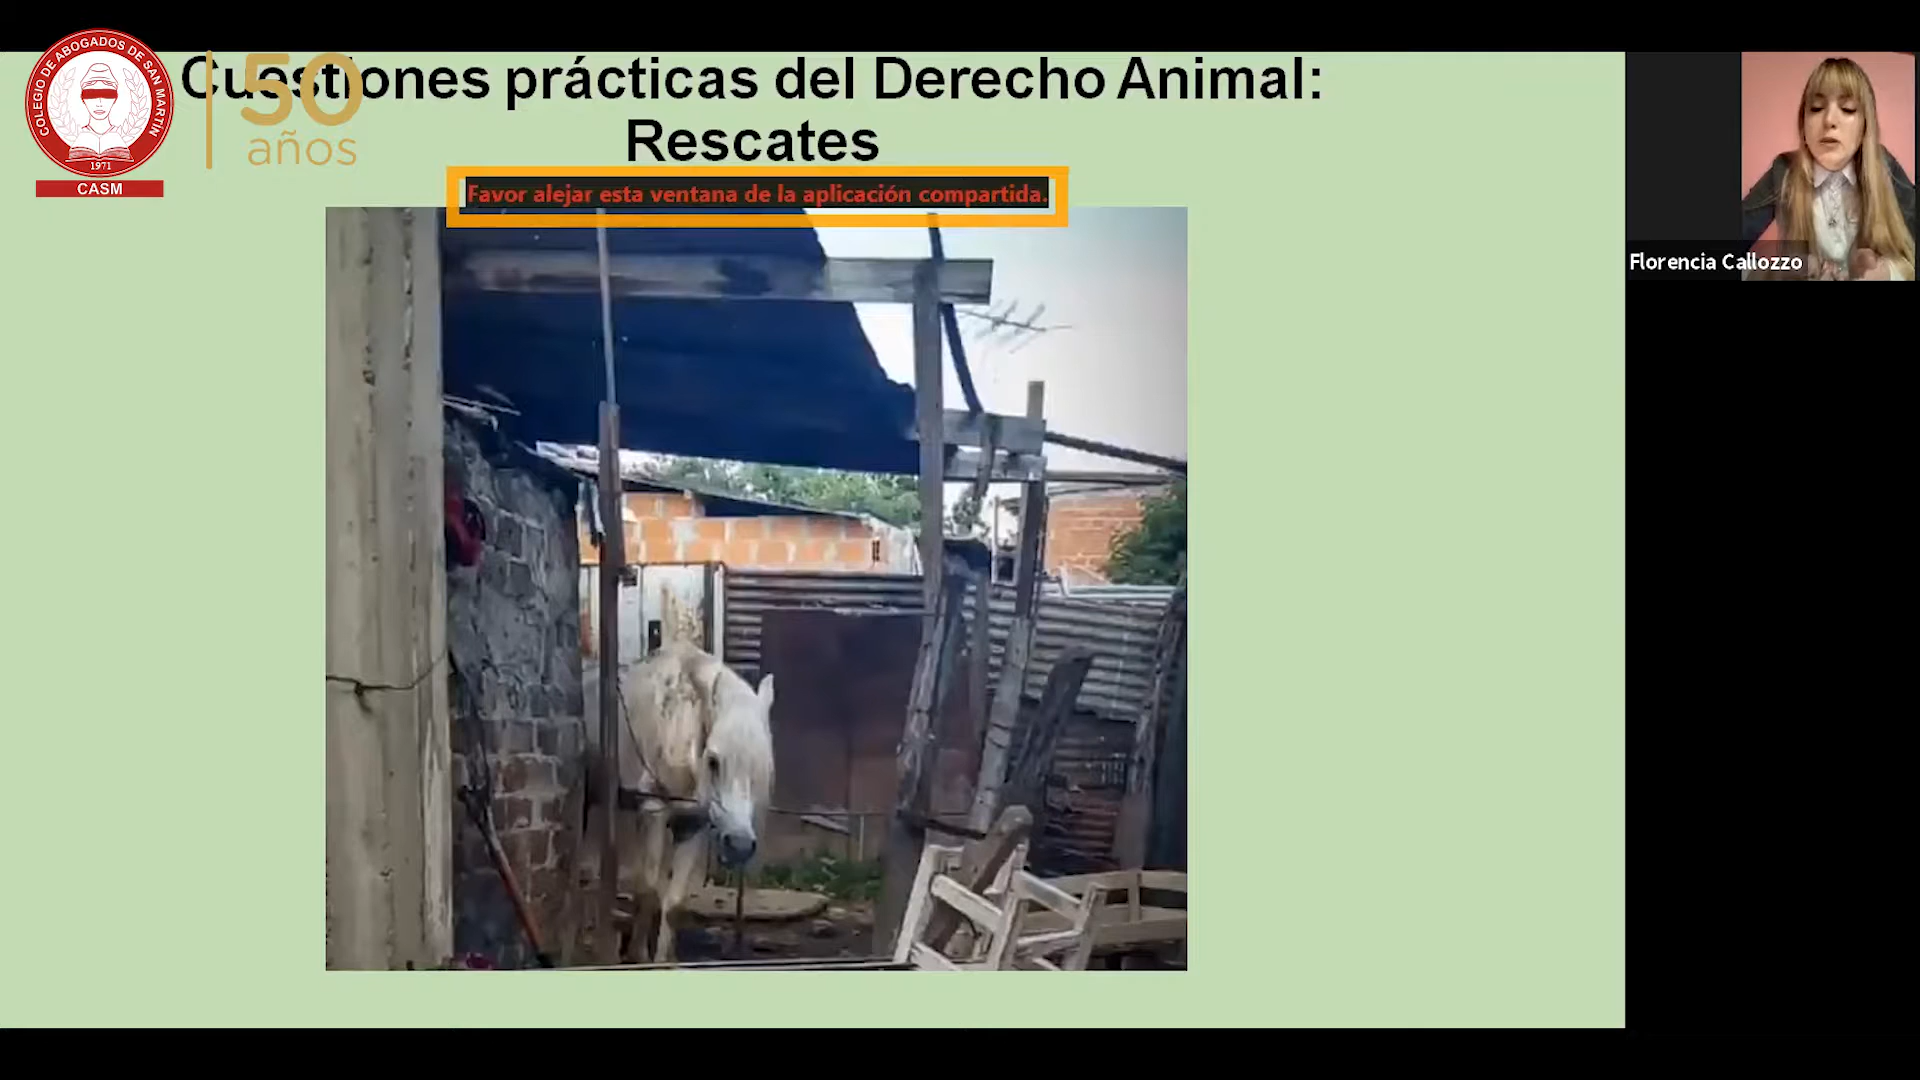 COLEGIO DE ABOGADOS DE SAN MARTIN
1971
CASM
50
años
Cuestiones prácticas del Derecho Animal:
Rescates
Favor alejar esta ventana de la aplicación compartida.
Florencia Callozzo